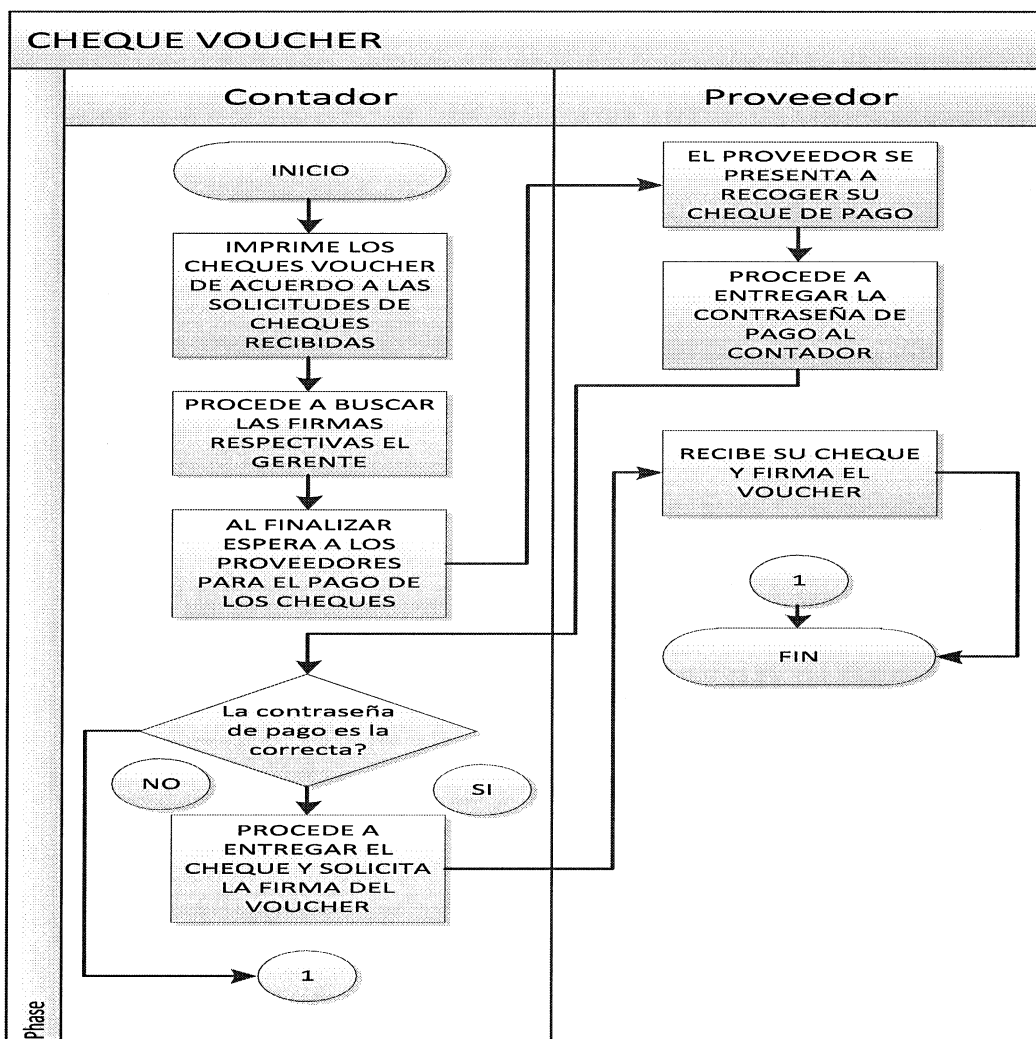 CHEQUE VOUCHER
Contador
Proveedor
INICIO
IMPRIME LOS
CHEQUES VOUCHER
DE ACUERDO A LAS
SOLICITUDES DE
CHEQUES
RECIBIDAS
PROCEDE A BUSCAR
LAS FIRMAS
RESPECTIVAS EL
GERENTE
AL FINALIZAR
ESPERA A LOS
PROVEEDORES
PARA EL PAGO DE
LOS CHEQUES
EL PROVEEDOR SE
PRESENTA A
RECOGER SU
CHEQUE DE PAGO
PROCEDE A
ENTREGAR LA
CONTRASEÑA DE
PAGO AL
CONTADOR
La contraseña
de pago es la
correcta?
NO
SI
PROCEDE A
ENTREGAR EL
CHEQUE Y SOLICITA
LA FIRMA DEL
VOUCHER
1
RECIBE SU CHEQUE
Y FIRMA EL
VOUCHER
1
FIN
Phase